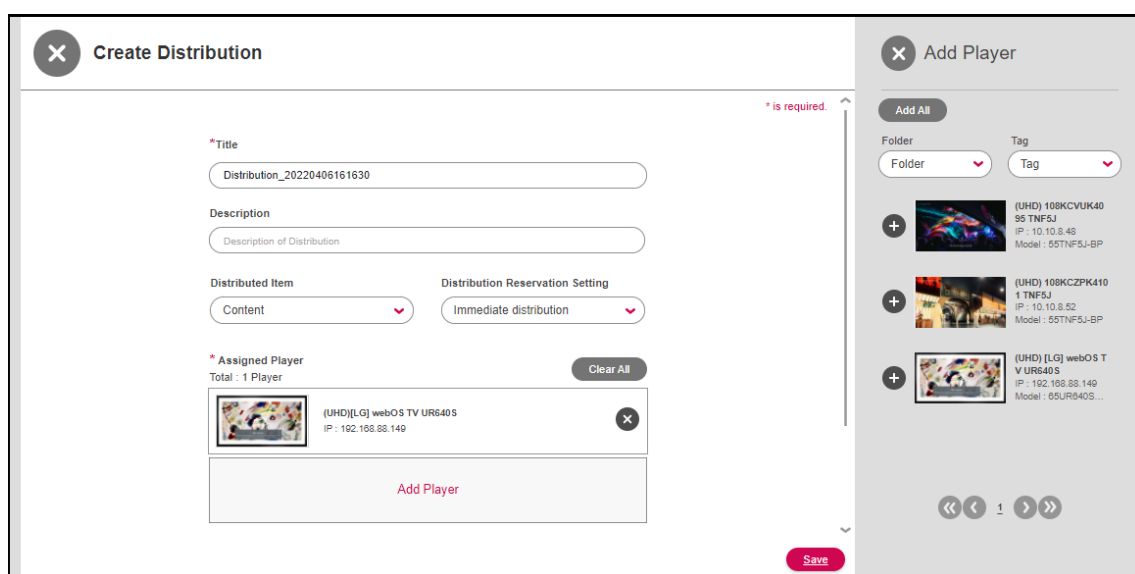 Create Distribution
* is required.
*Title
Distribution_20220406161630
Description
Description of Distribution
Distributed Item
Distribution Reservation Setting
Content
Immediate distribution
* Assigned Player
Total : 1 Player
Clear All
(UHD)[LG] webOS TV UR640S
IP : 192.168.88.149
Add Player
Save
Add Player
Add All
Folder
Tag
Folder
Tag
(UHD) 108KCVUK40
95 TNF5J
IP : 10.10.8.48
Model : 55TNF5J-BP
(UHD) 108KCZPK410
1 TNF5J
IP : 10.10.8.52
Model : 55TNF5J-BP
(UHD) [LG] webOS T
V UR640S
IP : 192.168.88.149
Model : 65UR640S...
1